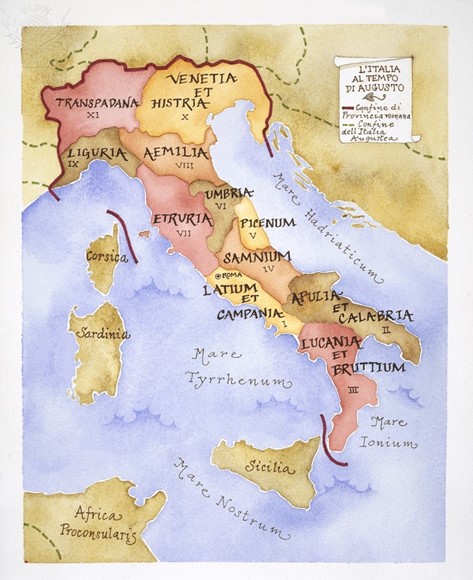 L'ITALIA
AL TEMPO
DI AUGUSTO
Confine di
Provincia romana
Confine
dell'Italia
Augustea
VENETIA
ET
HISTRIA
X
TRANSPADANA
XI
LIGURIA
IX
AEMILIA
VIII
UMBRIA
VI
ETRURIA
VII
PICENUM
V
SAMNIUM
IV
ROMA
LATIUM
ET
CAMPANIA I
APULIA
ET
CALABRIA
II
LUCANIA
ET
BRUTTIUM
III
Corsica
Sardinia
Sicilia
Africa
Proconsularis
Mare Hadriaticum
Mare
Tyrrhenum
Mare
Ionium
Mare Nostrum